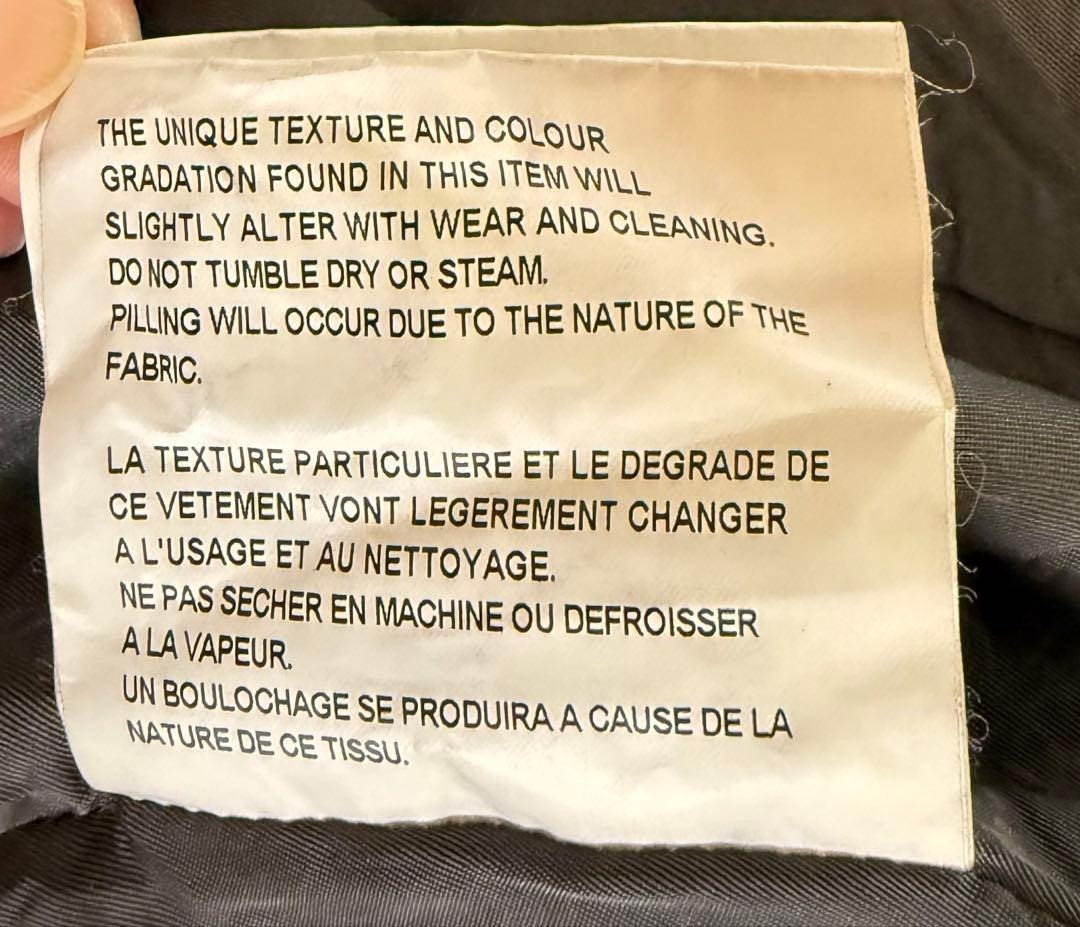 THE UNIQUE TEXTURE AND COLOUR
GRADATION FOUND IN THIS ITEM WILL
SLIGHTLY ALTER WITH WEAR AND CLEANING.
DO NOT TUMBLE DRY OR STEAM.
PILLING WILL OCCUR DUE TO THE NATURE OF THE
FABRIC.
LA TEXTURE PARTICULIERE ET LE DEGRADE DE
CE VETEMENT VONT LEGEREMENT CHANGER
A L'USAGE ET AU NETTOYAGE.
NE PAS SECHER EN MACHINE OU DEFROISSER
A LA VAPEUR.
UN BOULOCHAGE SE PRODUIRA A CAUSE DE LA
NATURE DE CE TISSU.